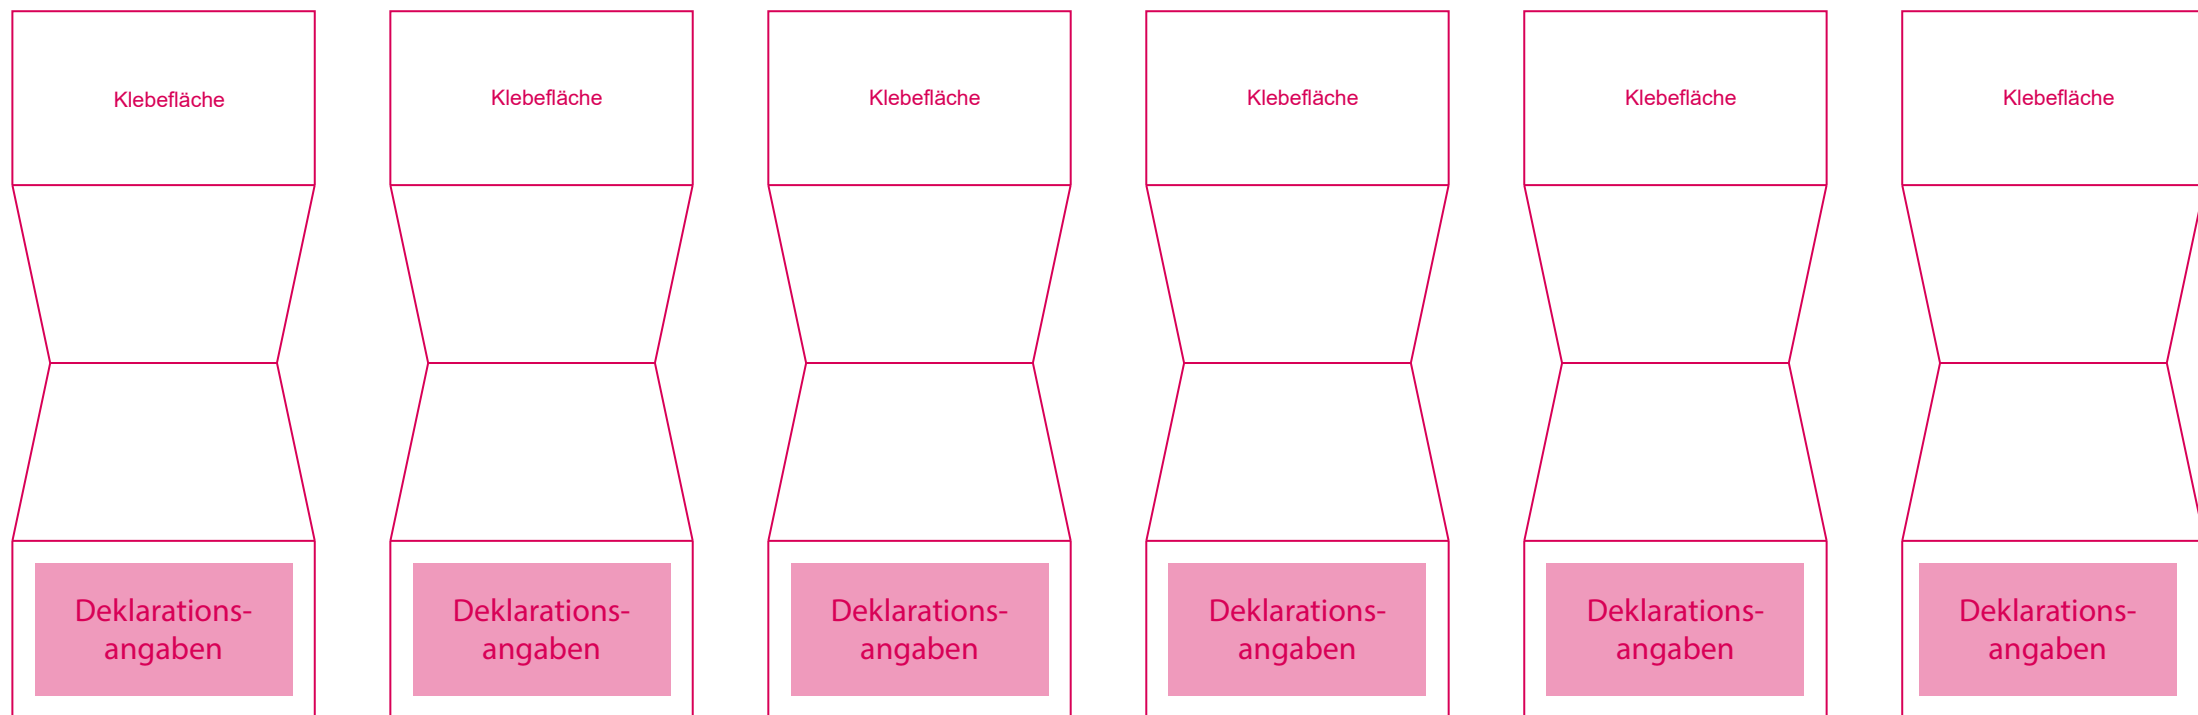 Klebefläche
Klebefläche
Klebefläche
Klebefläche
Klebefläche
Klebefläche
Deklarations-
angaben
Deklarations-
angaben
Deklarations-
angaben
Deklarations-
angaben
Deklarations-
angaben
Deklarations-
angaben